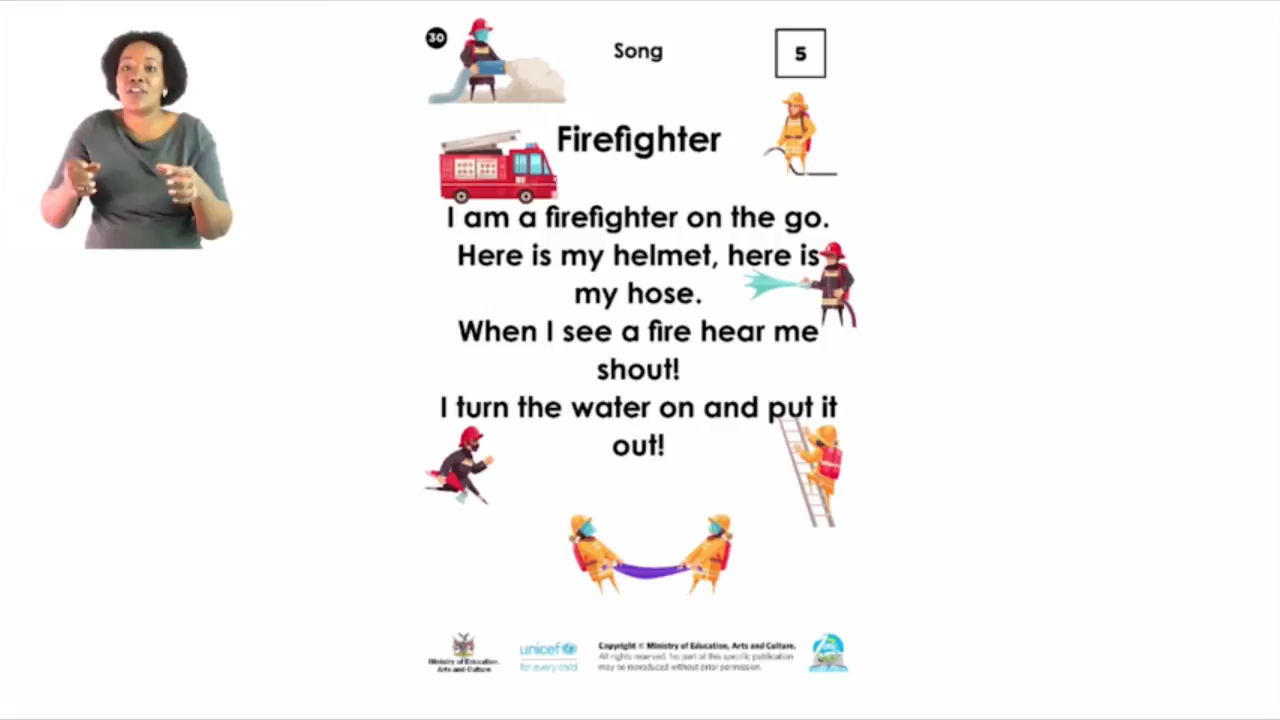 30
Song
5
Firefighter
I am a firefighter on the go.
Here is my helmet, here is
my hose.
When I see a fire hear me
shout!
I turn the water on and put it
out!
Ministry of Education,
Arts and Culture
unicef
for every child
Copyright © Ministry of Education, Arts and Culture.
All rights reserved. No part of this specific publication
may be reproduced without prior permission.